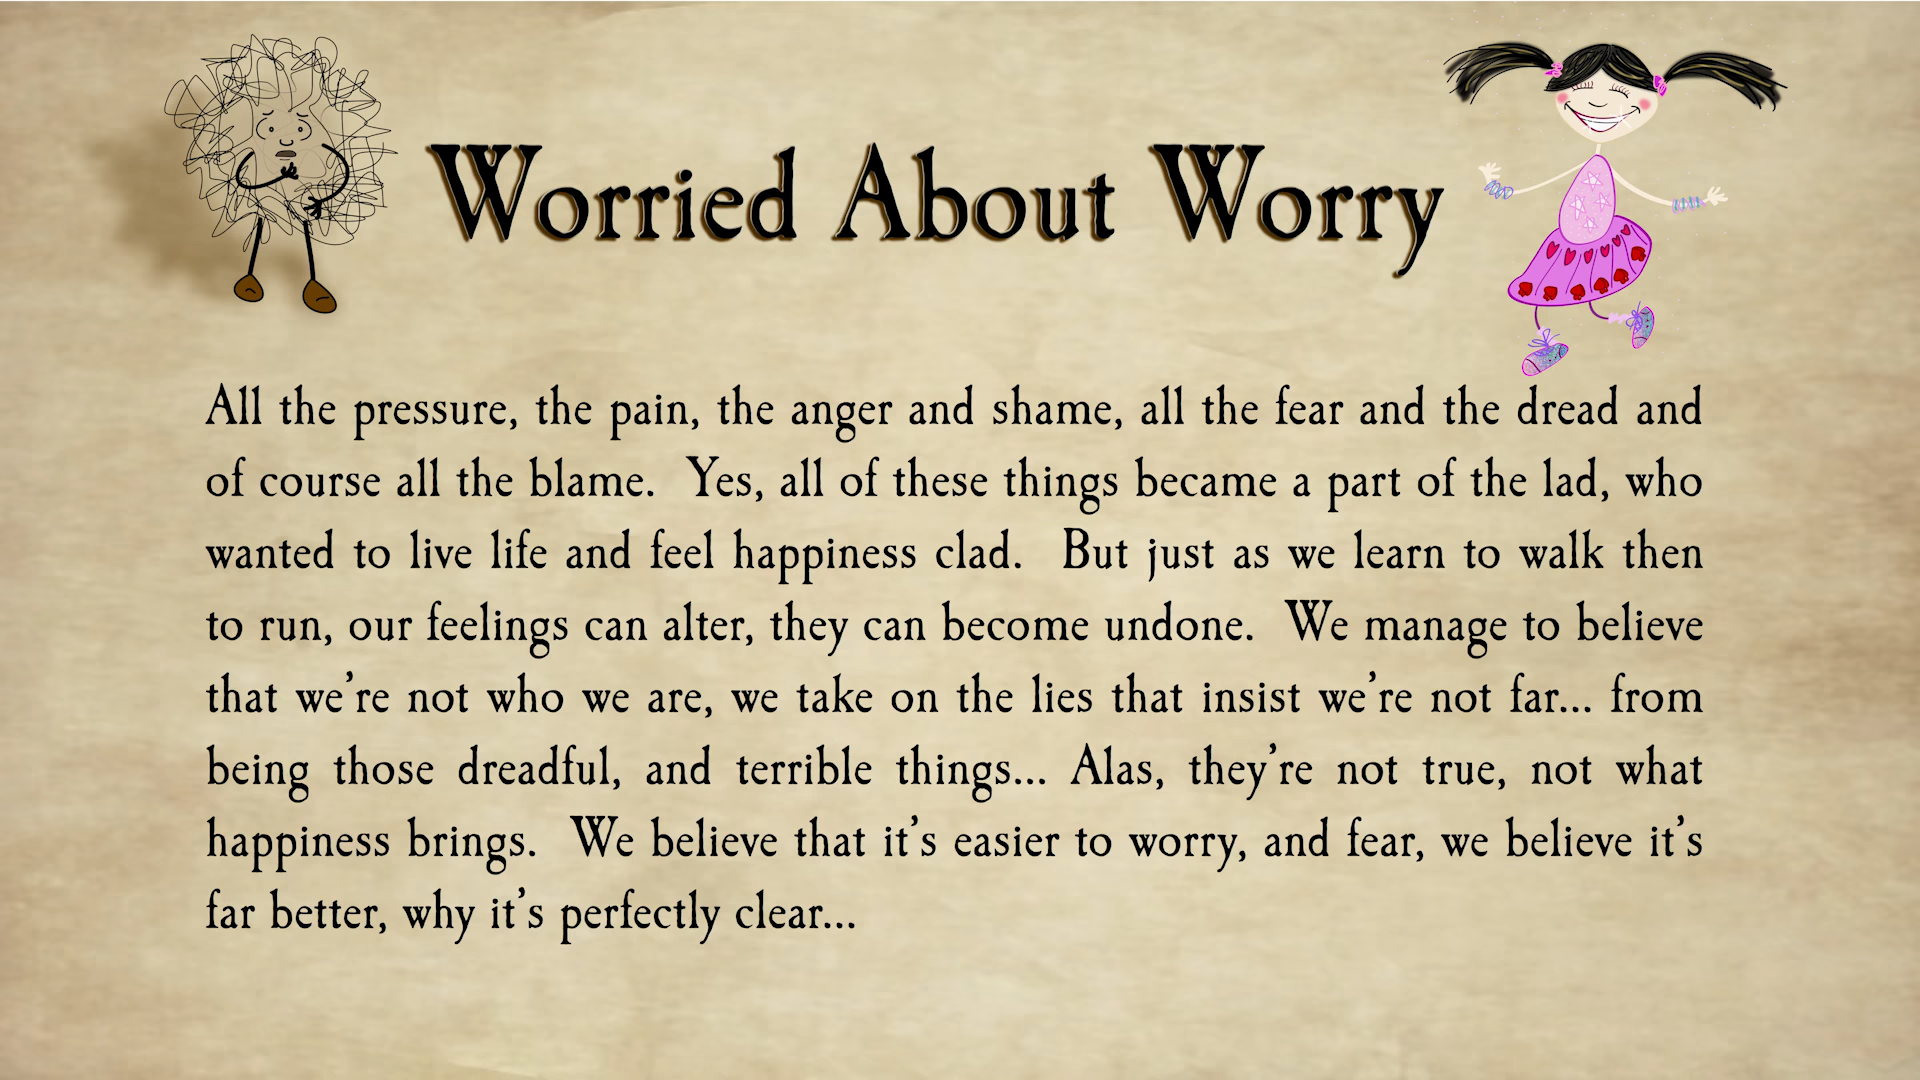 Worried About Worry
All the pressure, the pain, the anger and shame, all the fear and the dread and
of course all the blame.  Yes, all of these things became a part of the lad, who
wanted to live life and feel happiness clad.  But just as we learn to walk then
to run, our feelings can alter, they can become undone.  We manage to believe
that we're not who we are, we take on the lies that insist we're not far... from
being those dreadful, and terrible things... Alas, they're not true, not what
happiness brings.  We believe that it's easier to worry, and fear, we believe it's
far better, why it's perfectly clear...